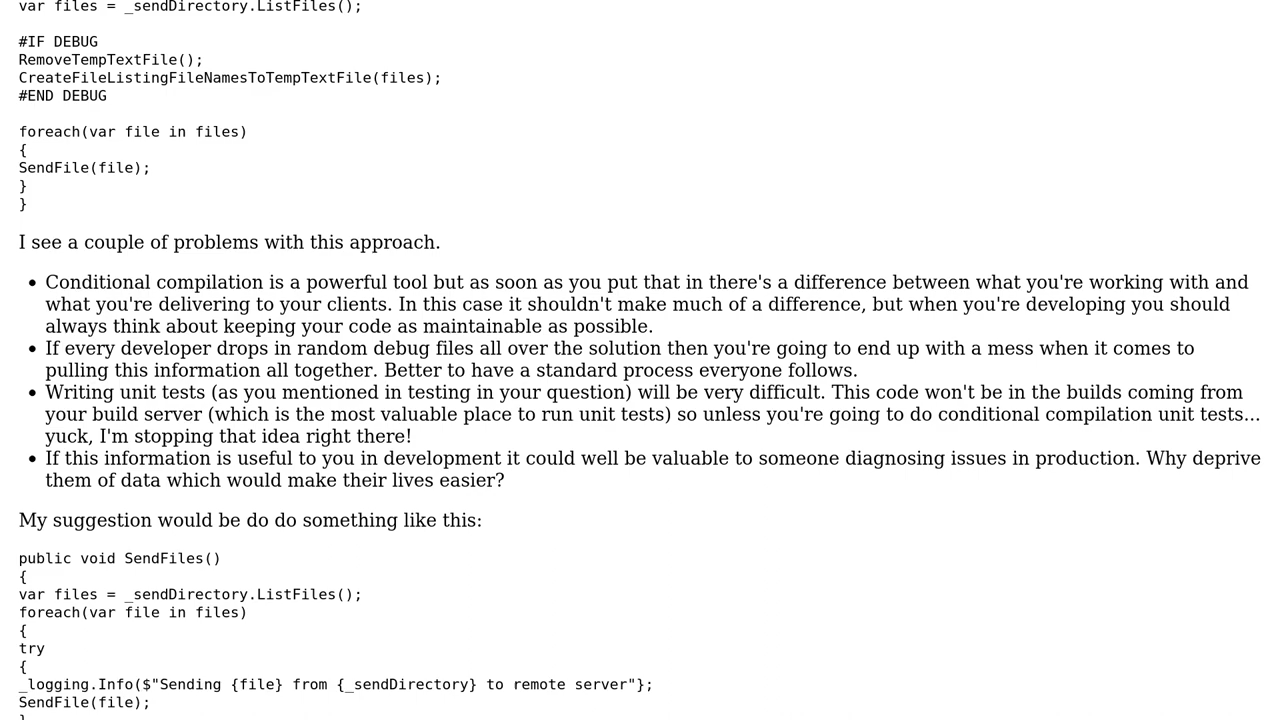 var files = _sendDirectory.ListFiles();
#IF DEBUG
RemoveTempTextFile();
CreateFileListingFileNamesToTempTextFile(files);
#END DEBUG
foreach(var file in files)
{
SendFile(file);
}
}
I see a couple of problems with this approach.
• Conditional compilation is a powerful tool but as soon as you put that in there's a difference between what you're working with and
what you're delivering to your clients. In this case it shouldn't make much of a difference, but when you're developing you should
always think about keeping your code as maintainable as possible.
• If every developer drops in random debug files all over the solution then you're going to end up with a mess when it comes to
pulling this information all together. Better to have a standard process everyone follows.
• Writing unit tests (as you mentioned in testing in your question) will be very difficult. This code won't be in the builds coming from
your build server (which is the most valuable place to run unit tests) so unless you're going to do conditional compilation unit tests...
yuck, I'm stopping that idea right there!
• If this information is useful to you in development it could well be valuable to someone diagnosing issues in production. Why deprive
them of data which would make their lives easier?
My suggestion would be do do something like this:
public void SendFiles()
{
var files = _sendDirectory.ListFiles();
foreach(var file in files)
{
try
{
_logging.Info($"Sending {file} from {_sendDirectory} to remote server"};
SendFile(file);
}